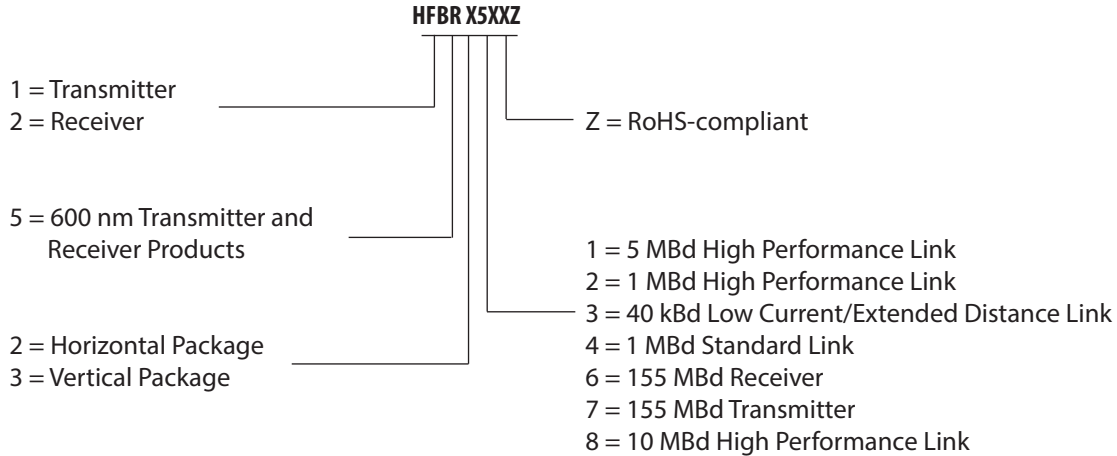 HFBR X5XXZ
1 = Transmitter
2 = Receiver
Z = RoHS-compliant
5 = 600 nm Transmitter and
Receiver Products
1 = 5 MBd High Performance Link
2 = 1 MBd High Performance Link
3 = 40 kBd Low Current/Extended Distance Link
4 = 1 MBd Standard Link
6 = 155 MBd Receiver
7 = 155 MBd Transmitter
8 = 10 MBd High Performance Link
2 = Horizontal Package
3 = Vertical Package